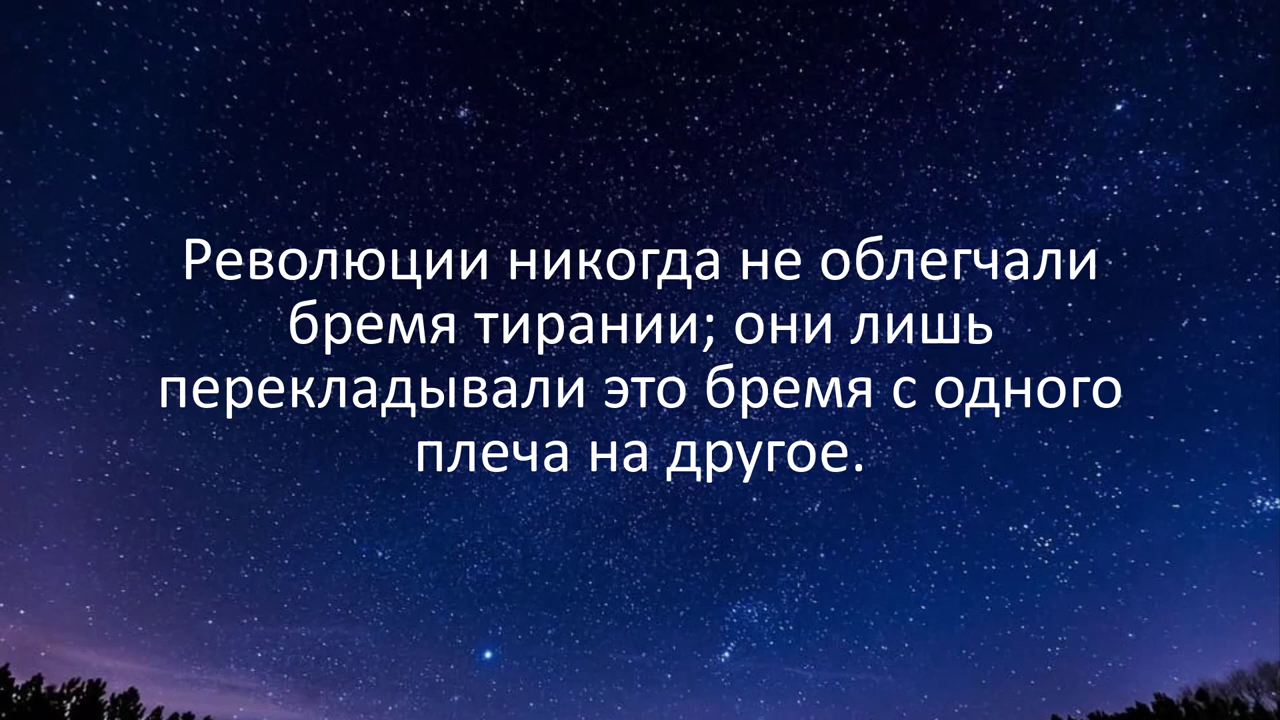 Революции никогда не облегчали
бремя тирании; они лишь
перекладывали это бремя с одного
плеча на другое.